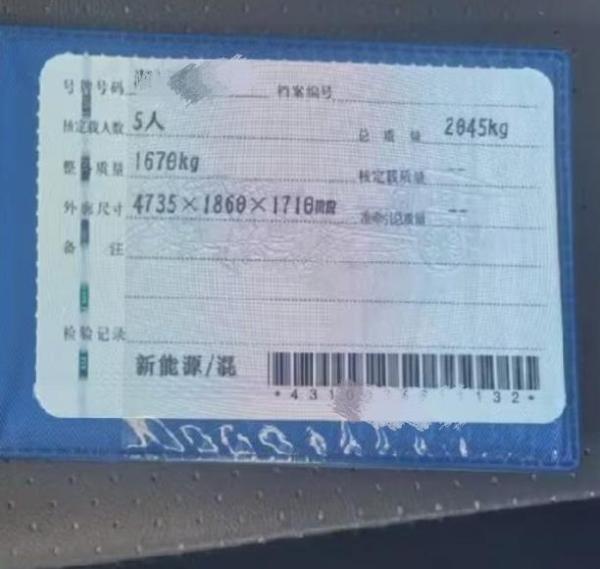 号牌号码 档案编号
核定载人数 5人 总质量 2045kg
整备质量 1670kg 核定载质量 --
外廓尺寸 4735×1860×1710mm 准牵引总质量 --
备注
检验记录
新能源/混
*4310 132*